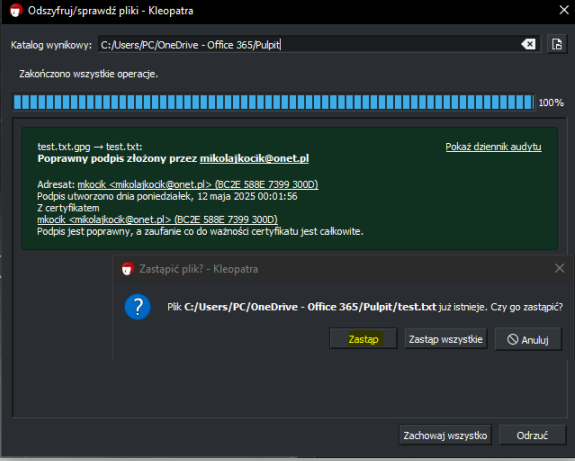 Odszyfruj/sprawdź pliki - Kleopatra
Katalog wynikowy: C:/Users/PC/OneDrive - Office 365/Pulpit
Zakończono wszystkie operacje.
100%
test.txt.gpg → test.txt:
Pokaż dziennik audytu
Poprawny podpis złożony przez mikolajkocik@onet.pl
Adresat: mkocik <mikolajkocik@onet.pl> (BC2E 588E 7399 300D)
Podpis utworzono dnia poniedziałek, 12 maja 2025 00:01:56
Z certyfikatem
mkocik <mikolajkocik@onet.pl> (BC2E 588E 7399 300D)
Podpis jest poprawny, a zaufanie co do ważności certyfikatu jest całkowite.
Zastąpić plik? - Kleopatra
Plik C:/Users/PC/OneDrive - Office 365/Pulpit/test.txt już istnieje. Czy go zastąpić?
Zastąp
Zastąp wszystkie
Anuluj
Zachowaj wszystko
Odrzuć